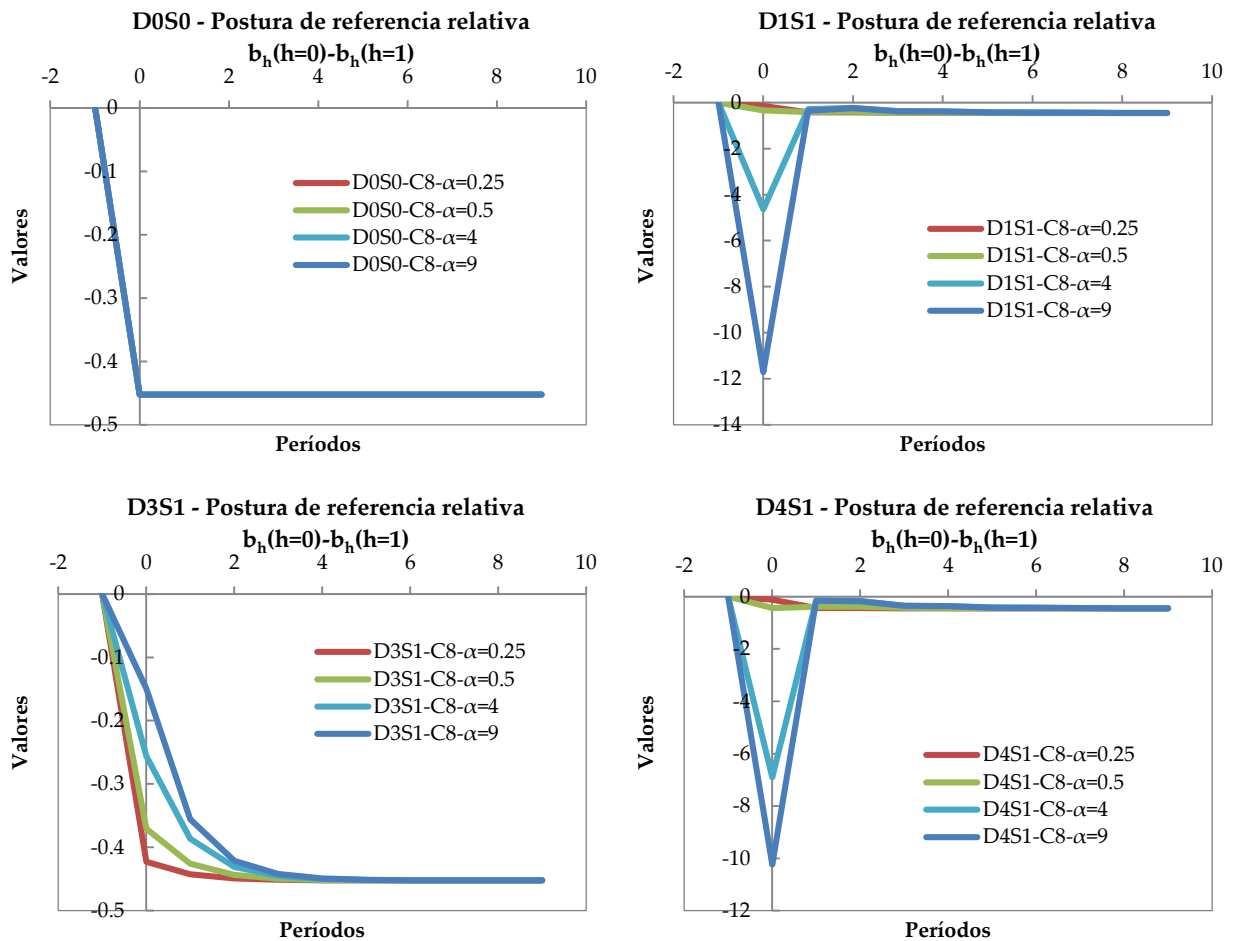 D0S0 - Postura de referencia relativa
b_h(h=0)-b_h(h=1)
-2 0 2 4 6 8 10
0
-0.1
-0.2
-0.3
-0.4
-0.5
Valores
D0S0-C8-α=0.25
D0S0-C8-α=0.5
D0S0-C8-α=4
D0S0-C8-α=9
Períodos
D1S1 - Postura de referencia relativa
b_h(h=0)-b_h(h=1)
-2 0 2 4 6 8 10
0
-2
-4
-6
-8
-10
-12
-14
Valores
D1S1-C8-α=0.25
D1S1-C8-α=0.5
D1S1-C8-α=4
D1S1-C8-α=9
Períodos
D3S1 - Postura de referencia relativa
b_h(h=0)-b_h(h=1)
-2 0 2 4 6 8 10
0
-0.1
-0.2
-0.3
-0.4
-0.5
Valores
D3S1-C8-α=0.25
D3S1-C8-α=0.5
D3S1-C8-α=4
D3S1-C8-α=9
Períodos
D4S1 - Postura de referencia relativa
b_h(h=0)-b_h(h=1)
-2 0 2 4 6 8 10
0
-2
-4
-6
-8
-10
-12
Valores
D4S1-C8-α=0.25
D4S1-C8-α=0.5
D4S1-C8-α=4
D4S1-C8-α=9
Períodos